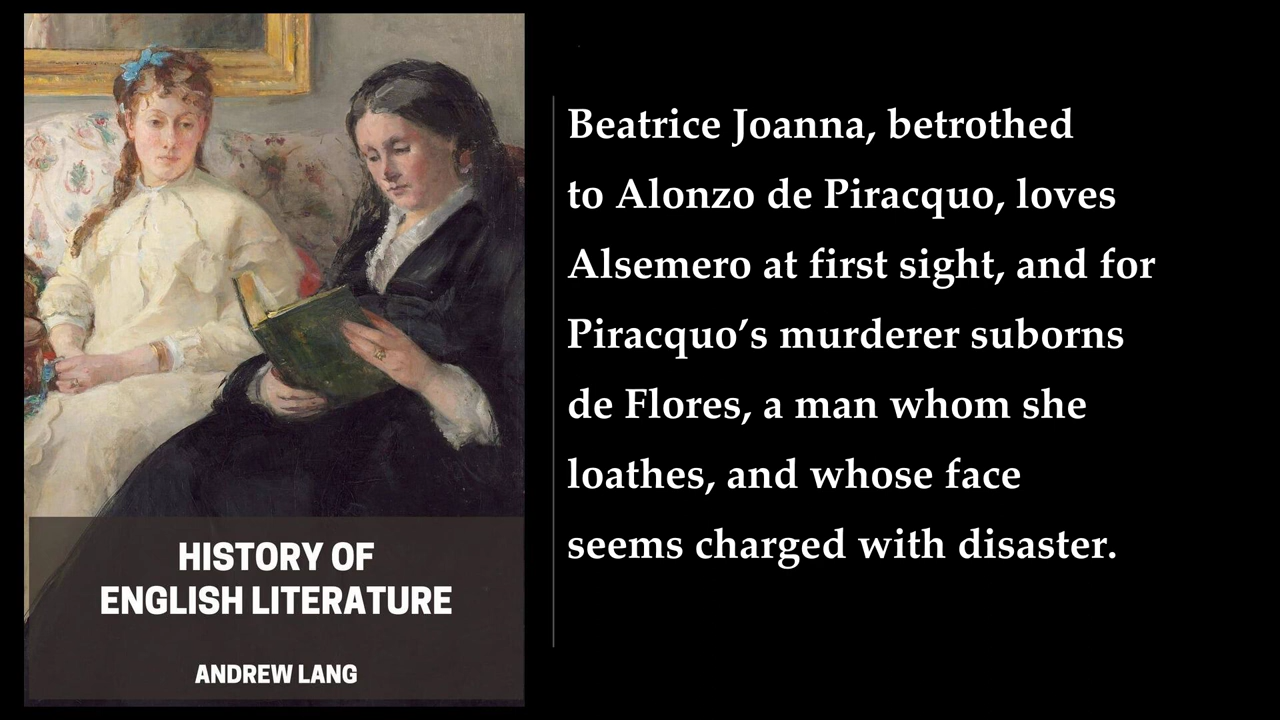 HISTORY OF
ENGLISH LITERATURE
ANDREW LANG
Beatrice Joanna, betrothed
to Alonzo de Piracquo, loves
Alsemero at first sight, and for
Piracquo’s murderer suborns
de Flores, a man whom she
loathes, and whose face
seems charged with disaster.